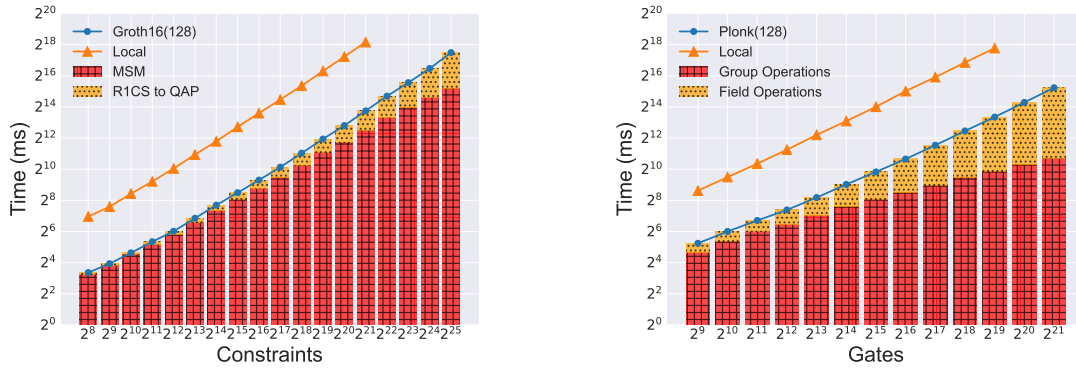 2^20
2^18
2^16
2^14
2^12
2^10
2^8
2^6
2^4
2^2
2^0
Time (ms)
Groth16(128)
Local
MSM
R1CS to QAP
2^8 2^9 2^10 2^11 2^12 2^13 2^14 2^15 2^16 2^17 2^18 2^19 2^20 2^21 2^22 2^23 2^24 2^25
Constraints
2^20
2^18
2^16
2^14
2^12
2^10
2^8
2^6
2^4
2^2
2^0
Time (ms)
Plonk(128)
Local
Group Operations
Field Operations
2^9 2^10 2^11 2^12 2^13 2^14 2^15 2^16 2^17 2^18 2^19 2^20 2^21
Gates